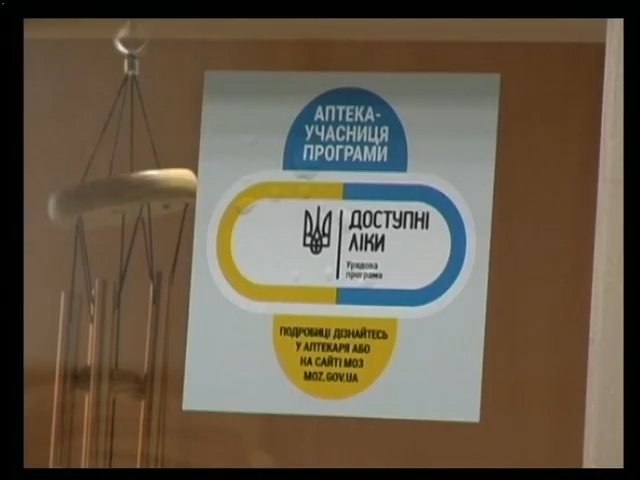 АПТЕКА-
УЧАСНИЦЯ
ПРОГРАМИ
ДОСТУПНІ
ЛІКИ
Урядова
програма
ПОДРОБИЦІ ДІЗНАЙТЕСЬ
У АПТЕКАРЯ АБО
НА САЙТІ МОЗ
MOZ.GOV.UA